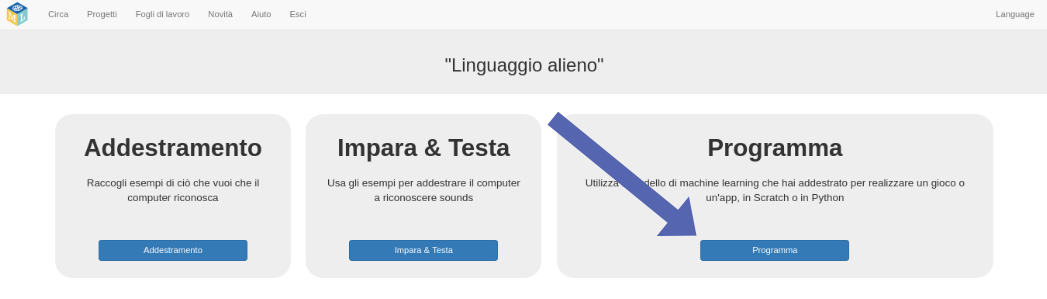 Circa Progetti Fogli di lavoro Novità Aiuto Esci Language
"Linguaggio alieno"
Addestramento
Raccogli esempi di ciò che vuoi che il
computer riconosca
Addestramento
Impara & Testa
Usa gli esempi per addestrare il computer
a riconoscere sounds
Impara & Testa
Programma
Utilizza dello di machine learning che hai addestrato per realizzare un gioco o
un'app, in Scratch o in Python
Programma